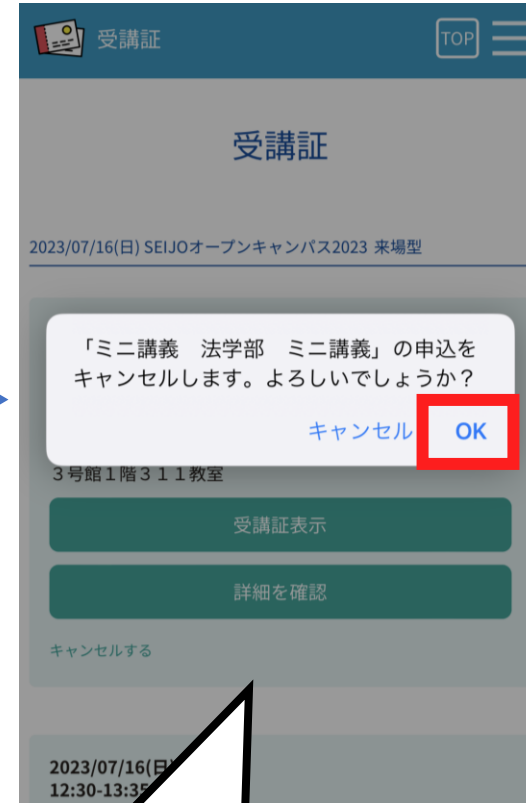 受講証
TOP
受講証
2023/07/16(日) SEIJOオープンキャンパス2023 来場型
「ミニ講義　法学部　ミニ講義」の申込を
キャンセルします。よろしいでしょうか？
キャンセル
OK
３号館１階３１１教室
受講証表示
詳細を確認
キャンセルする
2023/07/16(日
12:30-13:35